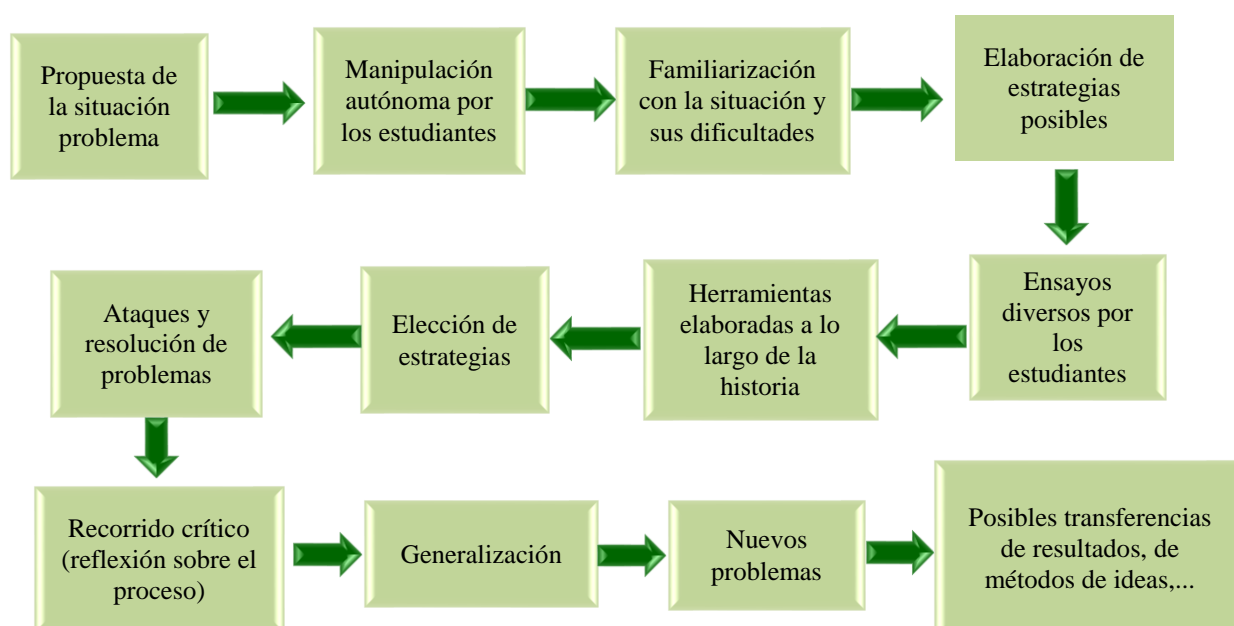 Propuesta de
la situación
problema
Manipulación
autónoma por
los estudiantes
Familiarización
con la situación y
sus dificultades
Elaboración de
estrategias
posibles
Ensayos
diversos por
los
estudiantes
Herramientas
elaboradas a lo
largo de la
historia
Elección de
estrategias
Ataques y
resolución de
problemas
Recorrido crítico
(reflexión sobre el
proceso)
Generalización
Nuevos
problemas
Posibles transferencias
de resultados, de
métodos de ideas,...